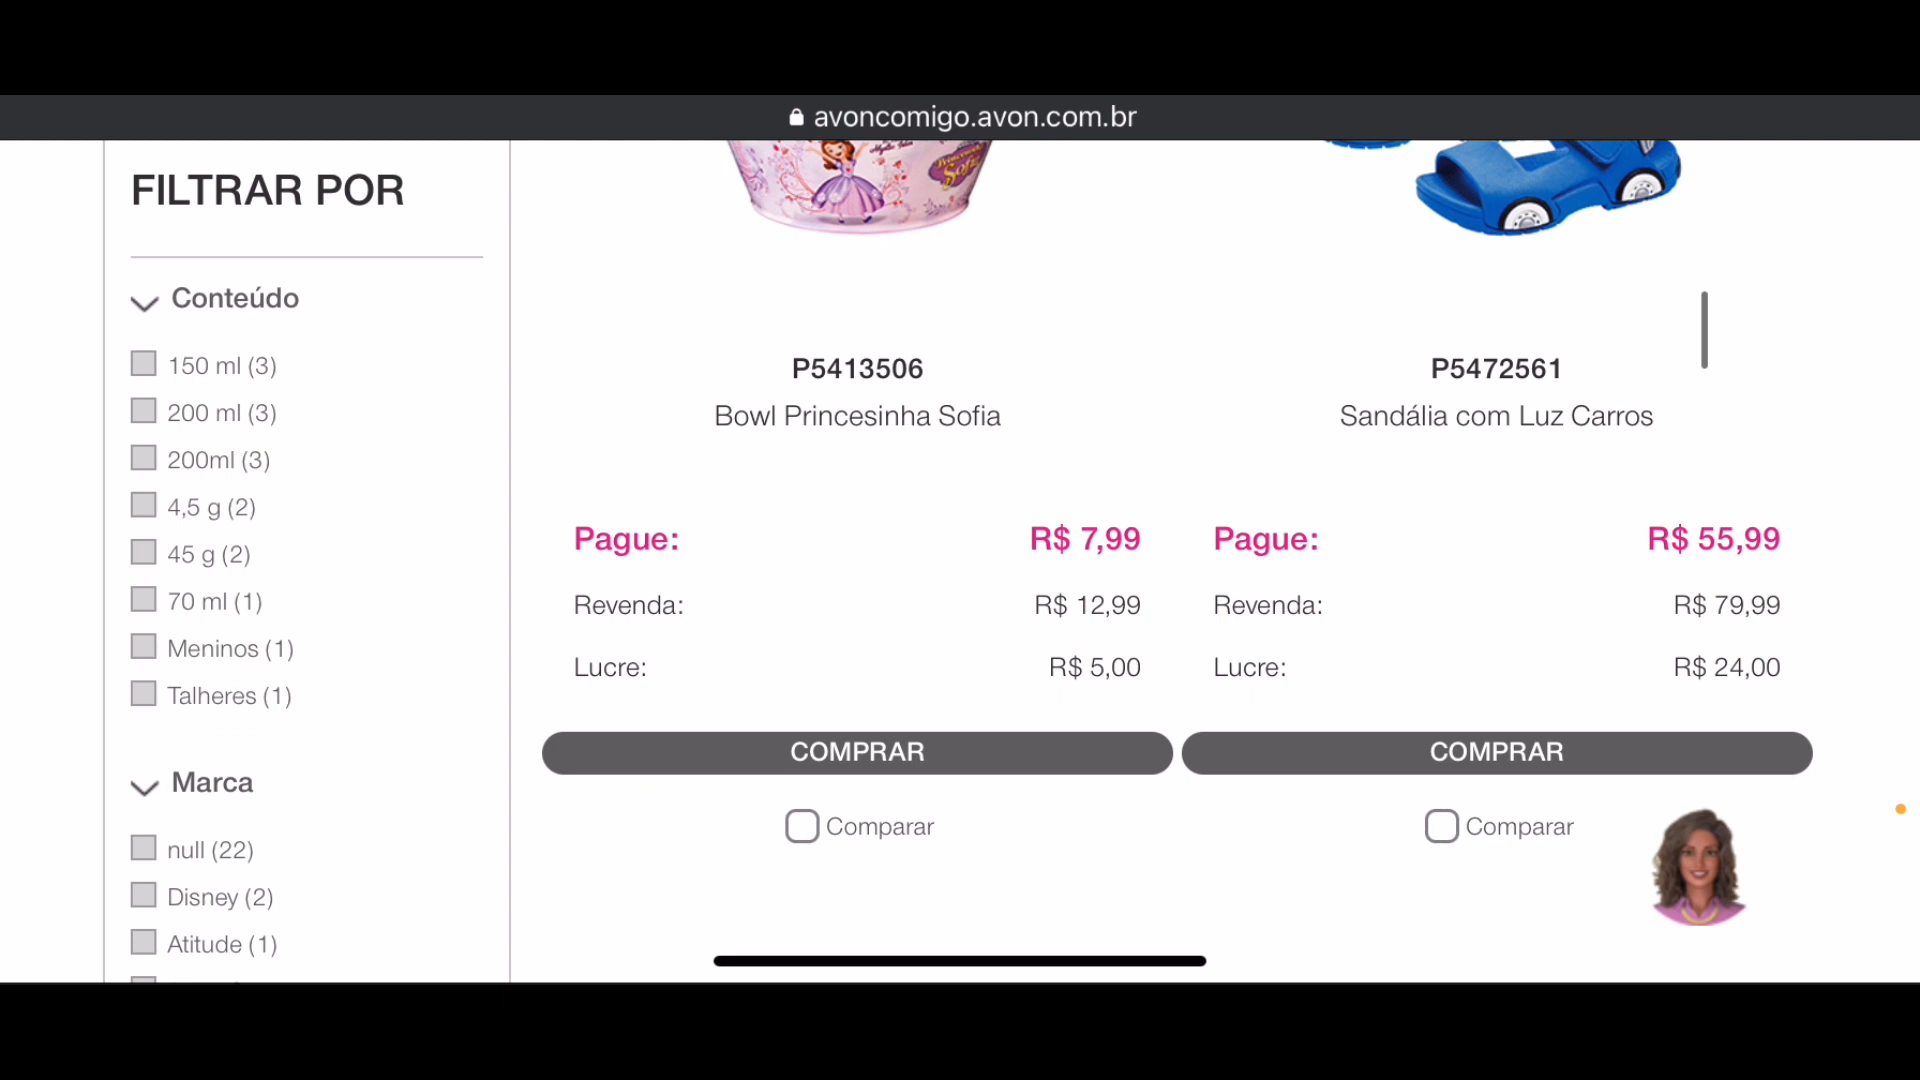 avoncomigo.avon.com.br
FILTRAR POR
Conteúdo
150 ml (3)
200 ml (3)
200ml (3)
4,5 g (2)
45 g (2)
70 ml (1)
Meninos (1)
Talheres (1)
Marca
null (22)
Disney (2)
Atitude (1)
Princesinha
Sofia
P5413506
Bowl Princesinha Sofia
Pague: R$ 7,99
Revenda: R$ 12,99
Lucre: R$ 5,00
COMPRAR
Comparar
P5472561
Sandália com Luz Carros
Pague: R$ 55,99
Revenda: R$ 79,99
Lucre: R$ 24,00
COMPRAR
Comparar